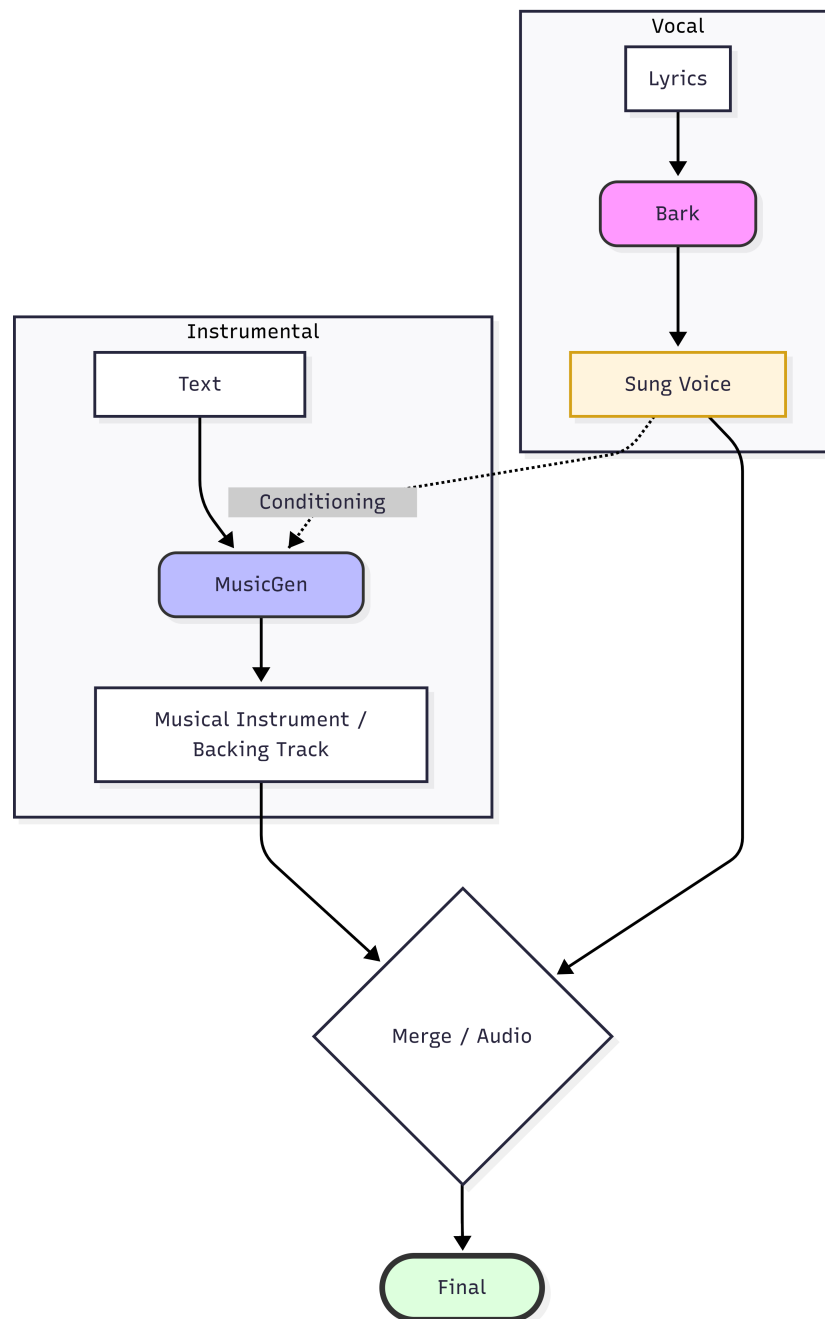 Vocal
Lyrics
Bark
Sung Voice
Instrumental
Text
Conditioning
MusicGen
Musical Instrument /
Backing Track
Merge / Audio
Final